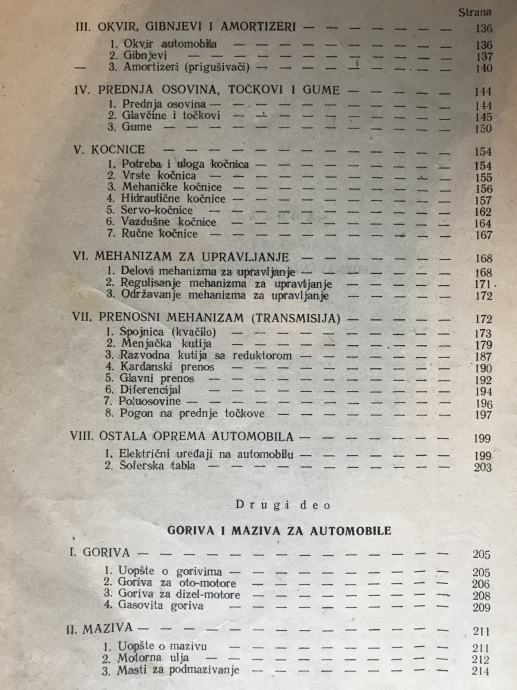 Strana
III. OKVIR, GIBNJEVI I AMORTIZERI — — — — — — — 136
1. Okvir automobila — — — — — — — — — — 136
2. Gibnjevi — — — — — — — — — — — — 137
— 3. Amortizeri (prigušivači) — — — — — — — — 140
IV. PREDNJA OSOVINA, TOČKOVI I GUME — — — — — 144
1. Prednja osovina — — — — — — — — — — — 144
2. Glavčine i točkovi — — — — — — — — — — 145
3. Gume — — — — — — — — — — — — 150
V. KOCNICE — — — — — — — — — — — — 154
1. Potreba i uloga kočnica — — — — — — — — 154
2. Vrste kočnica — — — — — — — — — — 155
3. Mehaničke kočnice — — — — — — — — — 156
4. Hidraulične kočnice — — — — — — — — — 157
5. Servo-kočnice — — — — — — — — — — 162
6. Vazdušne kočnice — — — — — — — — — 164
7. Ručne kočnice — — — — — — — — — — 167
VI. MEHANIZAM ZA UPRAVLJANJE — — — — — — — 168
1. Delovi mehanizma za upravljanje — — — — — — 168
2. Regulisanje mehanizma za upravljanje — — — — — 171
3. Održavanje mehanizma za upravljanje — — — — — 172
VII. PRENOSNI MEHANIZAM (TRANSMISIJA) — — — — — 172
1. Spojnica (kvačilo) — — — — — — — — — 173
2. Menjačka kutija — — — — — — — — — 179
3. Razvodna kutija sa reduktorom — — — — — — 187
4. Kardanski prenos — — — — — — — — — 190
5. Glavni prenos — — — — — — — — — — 192
6. Diferencijal — — — — — — — — — — 194
7. Poluosovine — — — — — — — — — — 196
8. Pogon na prednje točkove — — — — — — — 197
VIII. OSTALA OPREMA AUTOMOBILA — — — — — — 199
1. Električni uređaji na automobilu — — — — — — 199
2. Šoferska tabla — — — — — — — — — — 203
Drugi deo
GORIVA I MAZIVA ZA AUTOMOBILE
I. GORIVA — — — — — — — — — — — — 205
1. Uopšte o gorivima — — — — — — — — — 205
2. Goriva za oto-motore — — — — — — — — 206
3. Goriva za dizel-motore — — — — — — — — 208
4. Gasovita goriva — — — — — — — — — 209
II. MAZIVA — — — — — — — — — — — — 211
1. Uopšte o mazivu — — — — — — — — — 211
2. Motorna ulja — — — — — — — — — — 212
3. Masti za podmazivanje — — — — — — — — 214